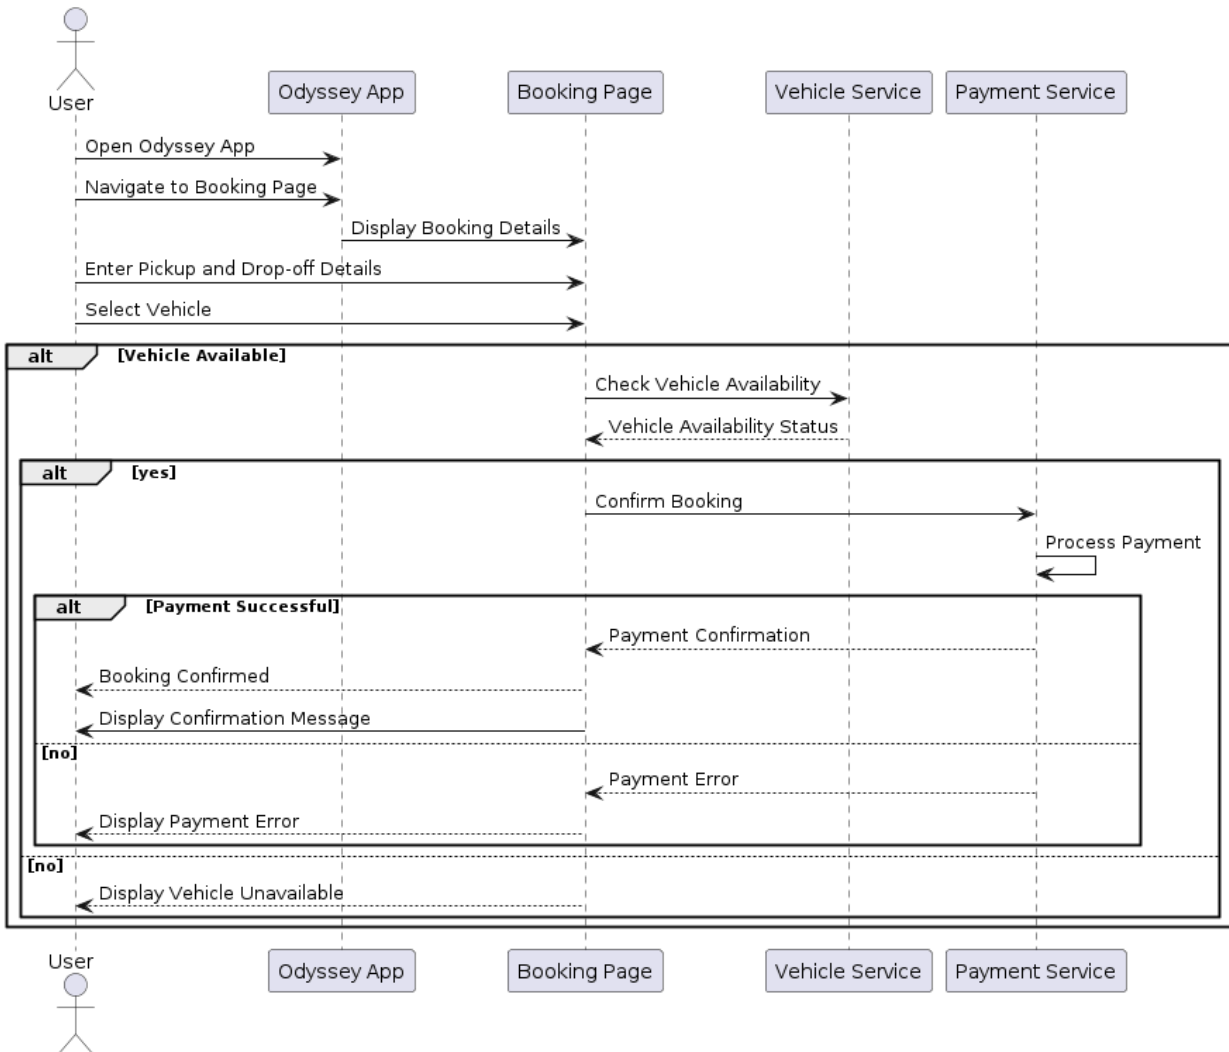 User
Odyssey App
Booking Page
Vehicle Service
Payment Service
Open Odyssey App
Navigate to Booking Page
Display Booking Details
Enter Pickup and Drop-off Details
Select Vehicle
alt [Vehicle Available]
Check Vehicle Availability
Vehicle Availability Status
alt [yes]
Confirm Booking
Process Payment
alt [Payment Successful]
Payment Confirmation
Booking Confirmed
Display Confirmation Message
[no]
Payment Error
Display Payment Error
[no]
Display Vehicle Unavailable
User
Odyssey App
Booking Page
Vehicle Service
Payment Service